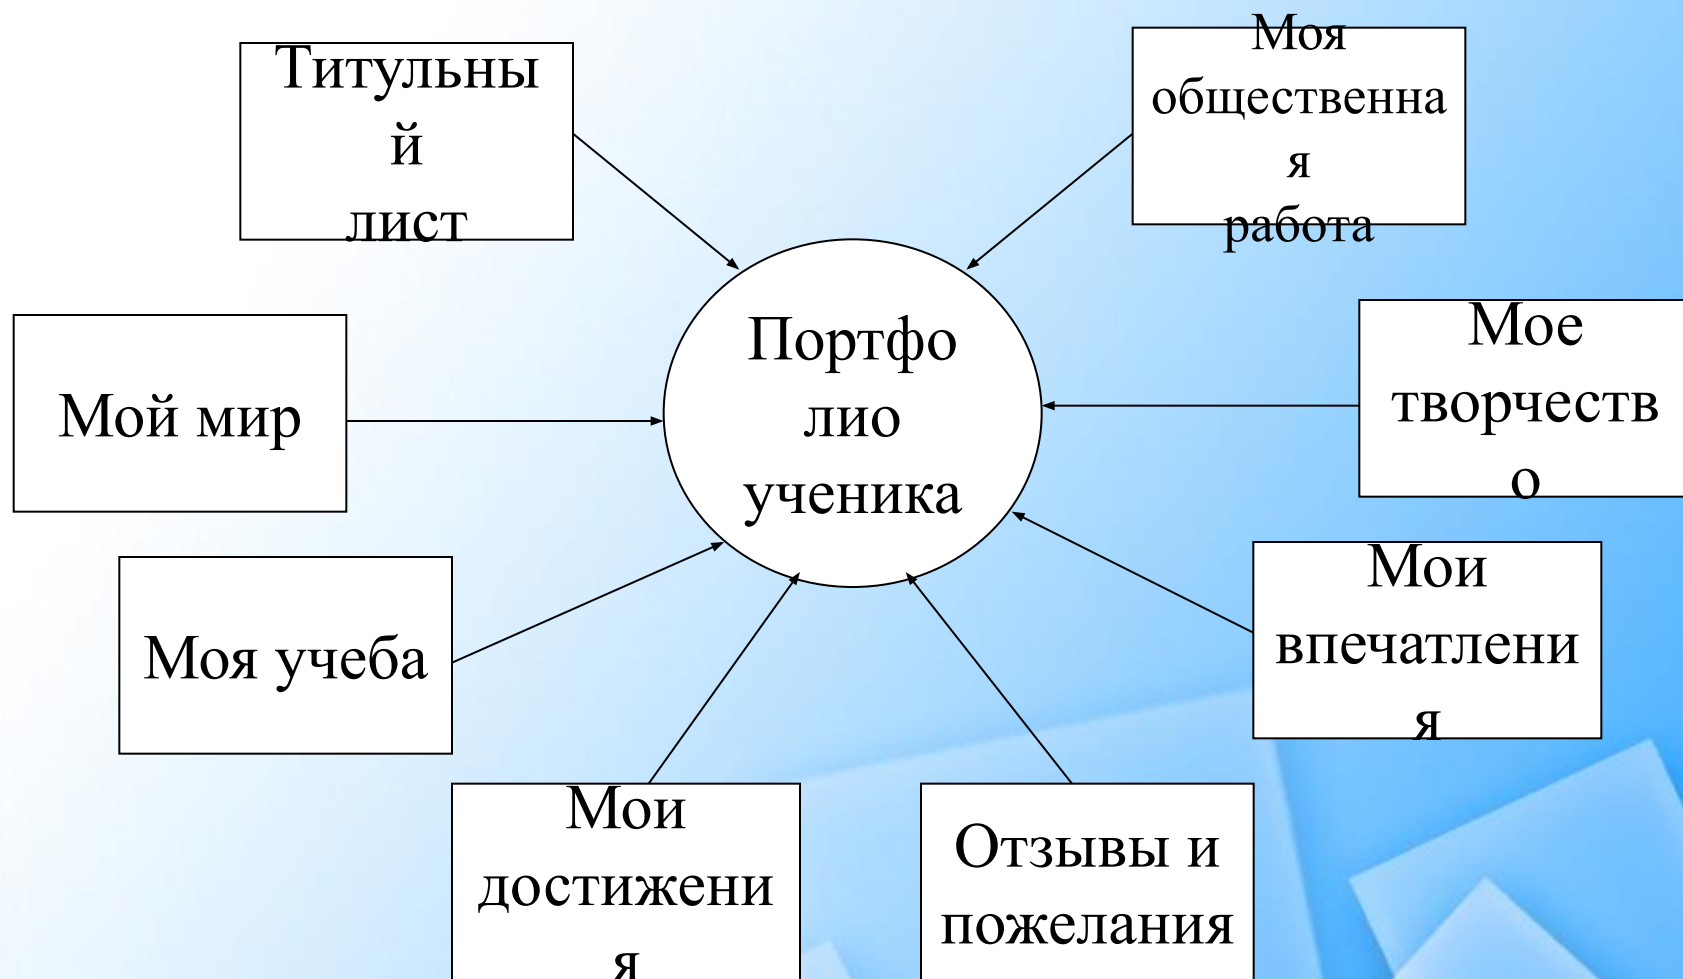 Титульны
й
лист
Моя
общественна
я
работа
Мой мир
Портфо
лио
ученика
Мое
творчеств
о
Моя учеба
Мои
впечатлени
я
Мои
достижени
я
Отзывы и
пожелания